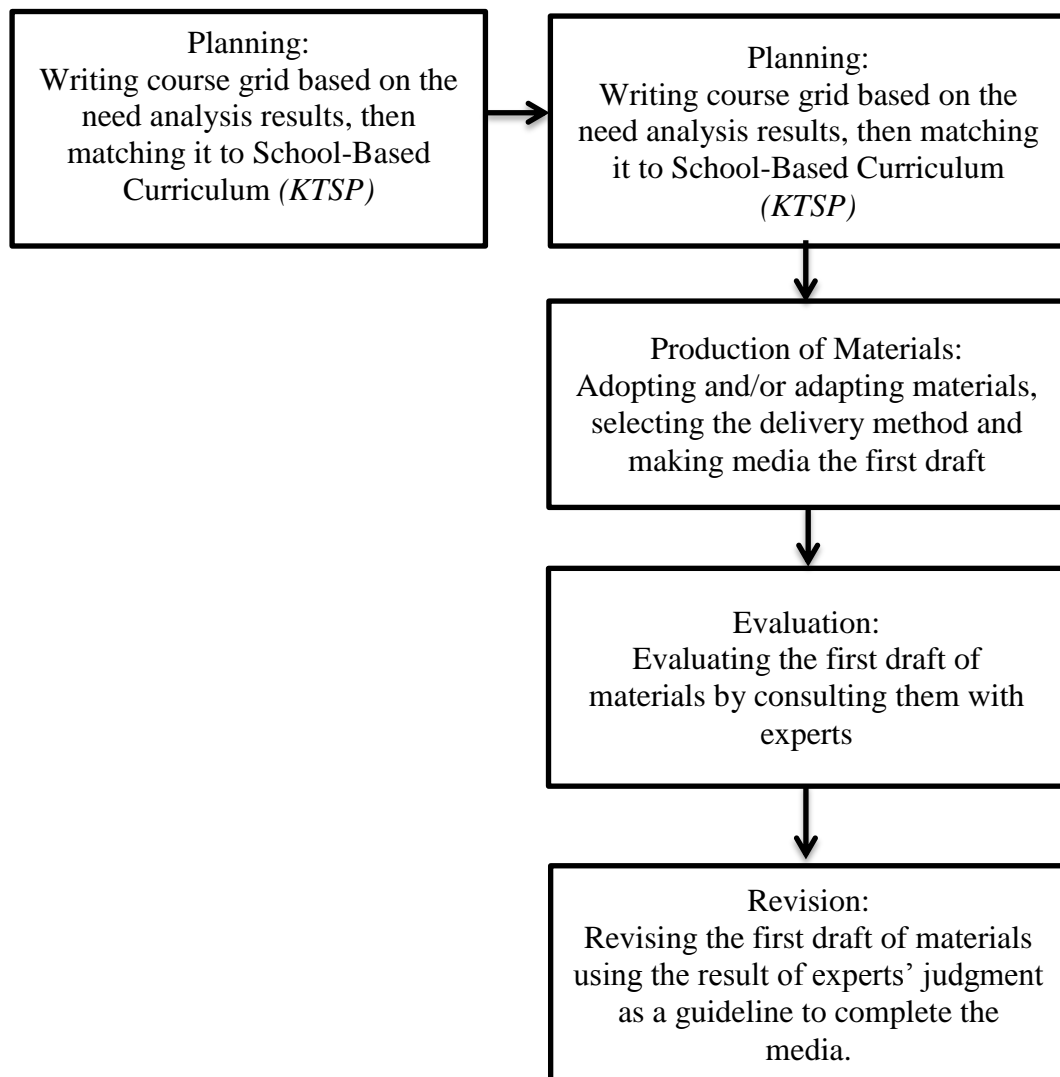 Planning:
Writing course grid based on the
need analysis results, then
matching it to School-Based
Curriculum (KTSP)
Planning:
Writing course grid based on the
need analysis results, then matching
it to School-Based Curriculum
(KTSP)
Production of Materials:
Adopting and/or adapting materials,
selecting the delivery method and
making media the first draft
Evaluation:
Evaluating the first draft of
materials by consulting them with
experts
Revision:
Revising the first draft of materials
using the result of experts’ judgment
as a guideline to complete the
media.